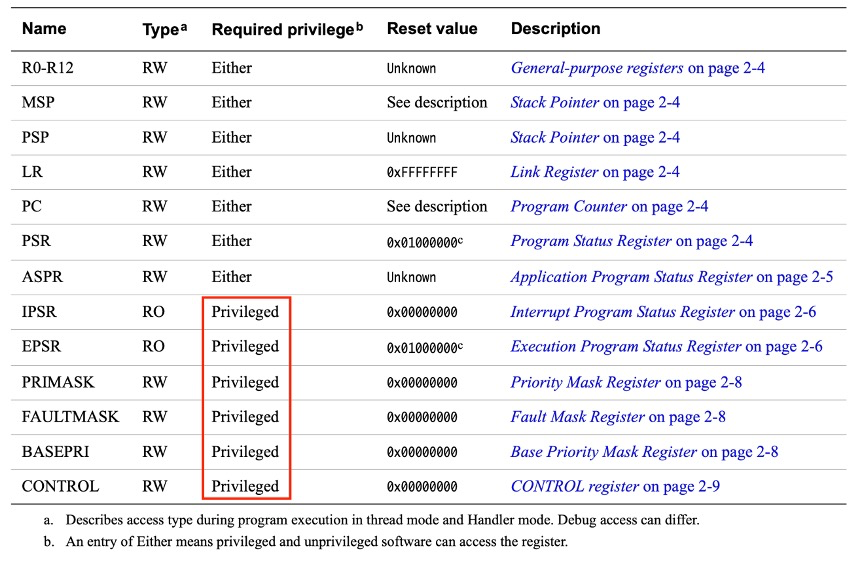 Name Typeᵃ Required privilegeᵇ Reset value Description
R0-R12 RW Either Unknown General-purpose registers on page 2-4
MSP RW Either See description Stack Pointer on page 2-4
PSP RW Either Unknown Stack Pointer on page 2-4
LR RW Either 0xFFFFFFFF Link Register on page 2-4
PC RW Either See description Program Counter on page 2-4
PSR RW Either 0x01000000ᶜ Program Status Register on page 2-4
ASPR RW Either Unknown Application Program Status Register on page 2-5
IPSR RO Privileged 0x00000000 Interrupt Program Status Register on page 2-6
EPSR RO Privileged 0x01000000ᶜ Execution Program Status Register on page 2-6
PRIMASK RW Privileged 0x00000000 Priority Mask Register on page 2-8
FAULTMASK RW Privileged 0x00000000 Fault Mask Register on page 2-8
BASEPRI RW Privileged 0x00000000 Base Priority Mask Register on page 2-8
CONTROL RW Privileged 0x00000000 CONTROL register on page 2-9
a. Describes access type during program execution in thread mode and Handler mode. Debug access can differ.
b. An entry of Either means privileged and unprivileged software can access the register.